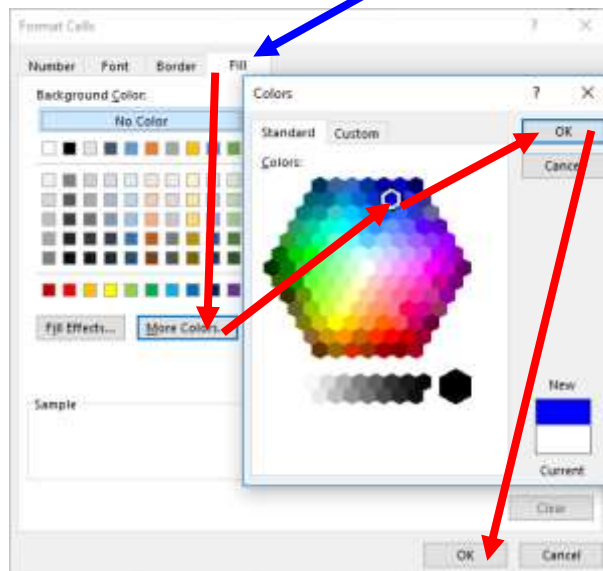 Format Cells ? ×
Number Font Border Fill
Background Color:
No Color
Fill Effects... More Colors...
Sample
Colors ? ×
Standard Custom
Colors:
OK
Cancel
New
Current
Clear
OK Cancel